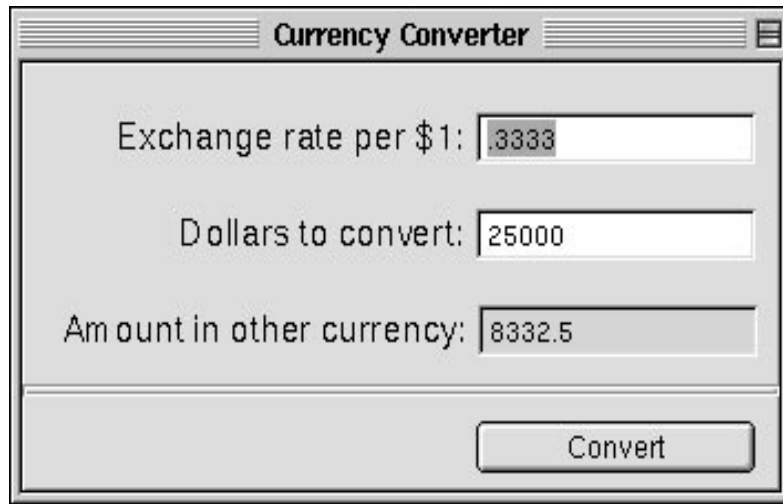 Currency Converter
Exchange rate per $1: .3333
Dollars to convert: 25000
Amount in other currency: 8332.5
Convert